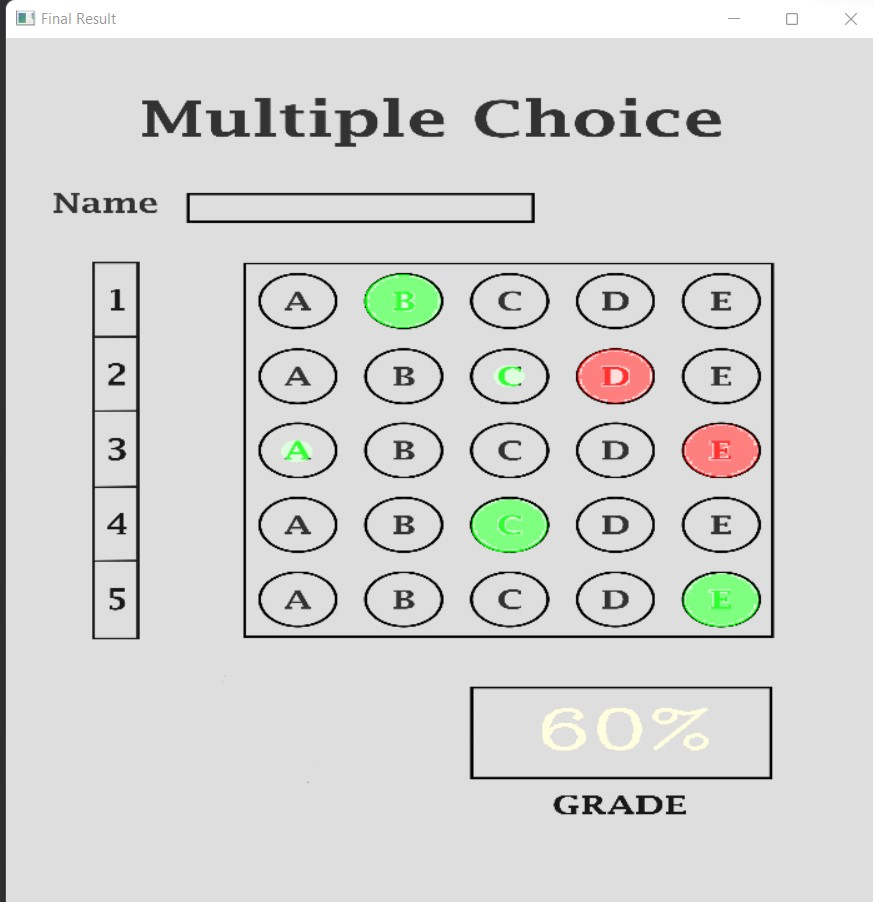 Final Result
Multiple Choice
Name
1 A B C D E
2 A B C D E
3 A B C D E
4 A B C D E
5 A B C D E
60%
GRADE